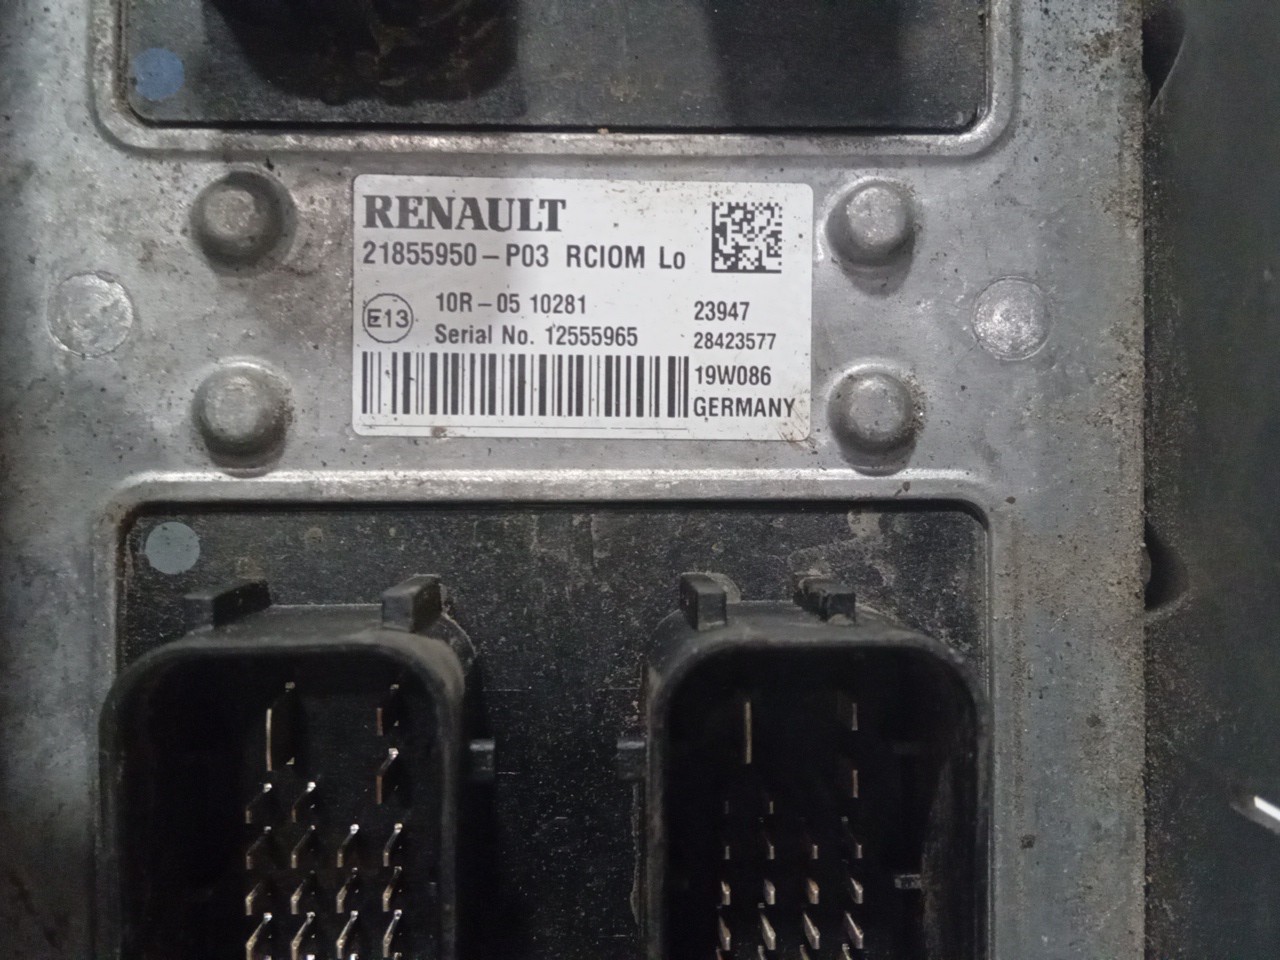 RENAULT
21855950-P03 RCIOM Lo
E13
10R-05 10281
23947
Serial No. 12555965
28423577
19W086
GERMANY